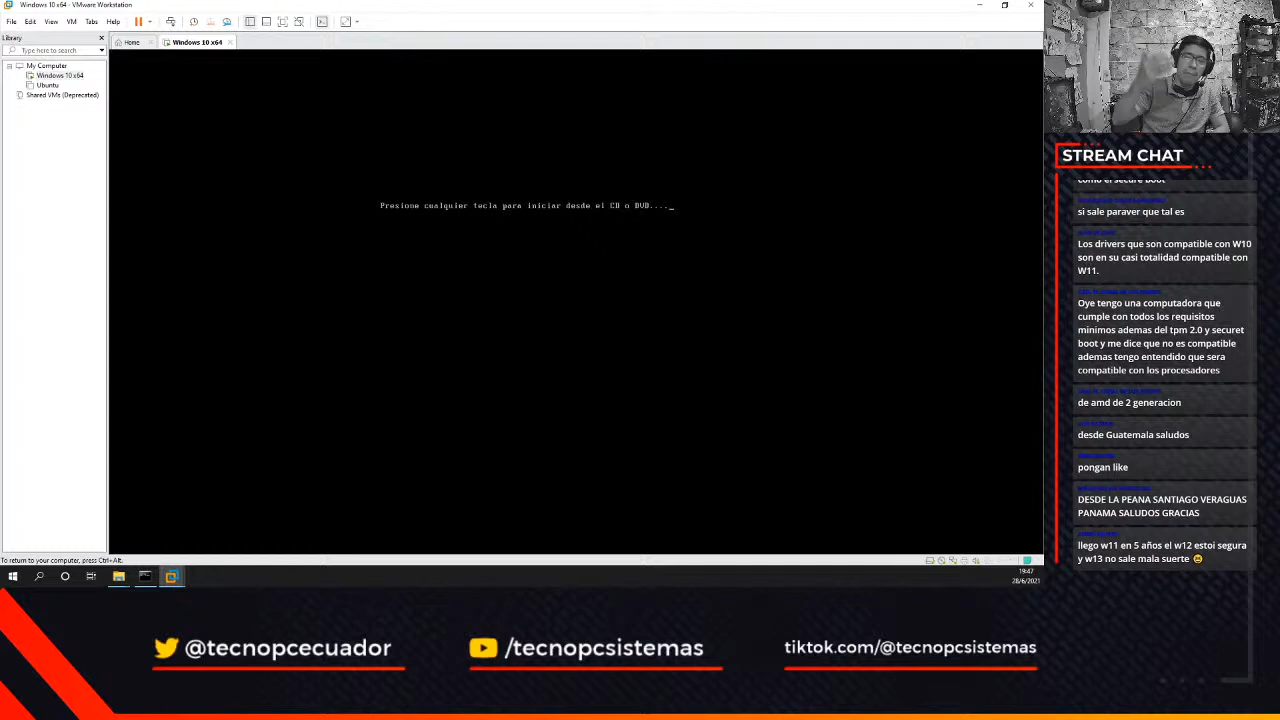 Windows 10 x64 - VMware Workstation
File Edit View VM Tabs Help
Library
Type here to search
My Computer
Windows 10 x64
Ubuntu
Shared VMs (Deprecated)
Home
Windows 10 x64
Presione cualquier tecla para iniciar desde el CD o DVD...._
To return to your computer, press Ctrl+Alt.
19:47
28/6/2021
STREAM CHAT
como el secure boot
si sale paraver que tal es
Los drivers que son compatible con W10
son en su casi totalidad compatible con
W11.
Oye tengo una computadora que
cumple con todos los requisitos
minimos ademas del tpm 2.0 y securet
boot y me dice que no es compatible
ademas tengo entendido que sera
compatible con los procesadores
de amd de 2 generacion
desde Guatemala saludos
pongan like
DESDE LA PEANA SANTIAGO VERAGUAS
PANAMA SALUDOS GRACIAS
llego w11 en 5 años el w12 estoi segura
y w13 no sale mala suerte
@tecnopcecuador
/tecnopcsistemas
tiktok.com/@tecnopcsistemas